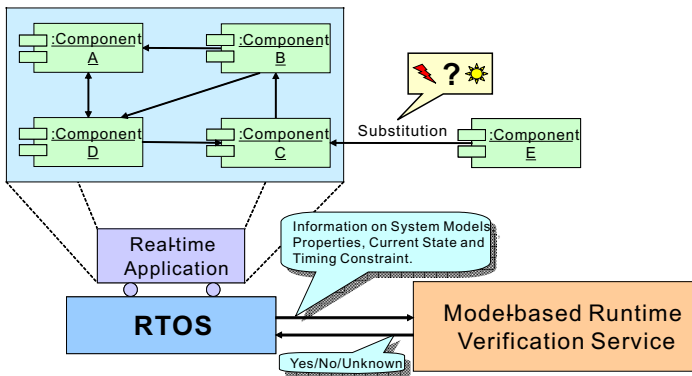 :Component
A
:Component
B
:Component
D
:Component
C
?
Substitution
:Component
E
Real-time
Application
RTOS
Information on System Models
Properties, Current State and
Timing Constraint.
Model-based Runtime
Verification Service
Yes/No/Unknown